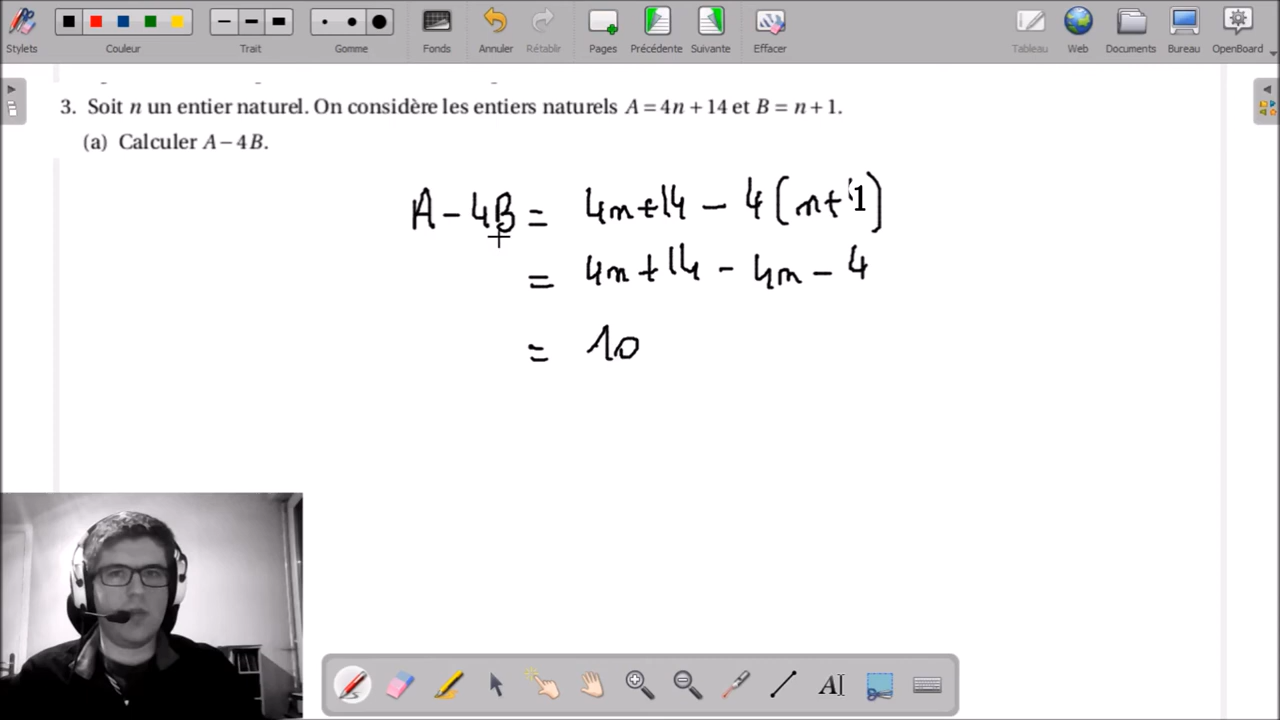 Stylets Couleur Trait Gomme Fonds Annuler Rétablir Pages Précédente Suivante Effacer Tableau Web Documents Bureau OpenBoard
3. Soit n un entier naturel. On considère les entiers naturels A = 4n + 14 et B = n + 1.
(a) Calculer A − 4B.
A - 4B = 4n+14 - 4(n+1)
= 4n+14 - 4n - 4
= 10
AI